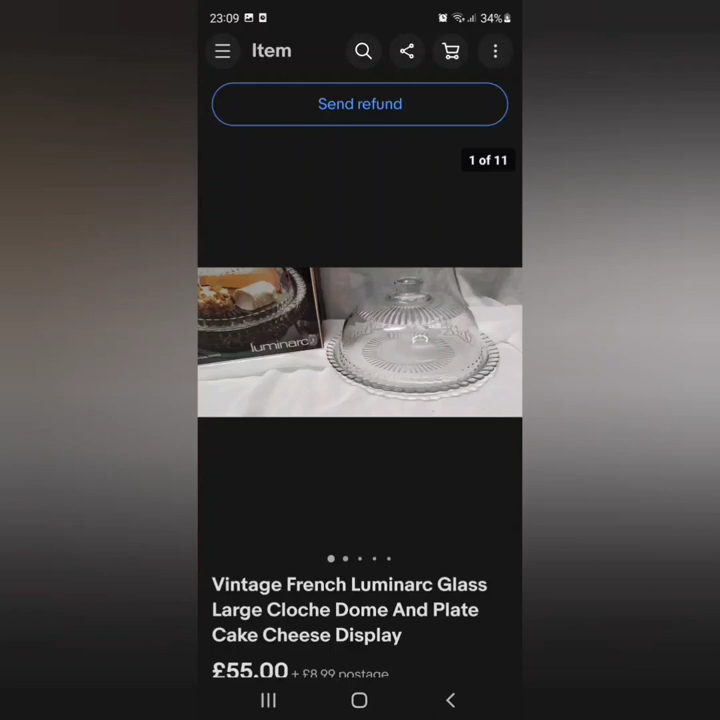 23:09
34%
Item
Send refund
1 of 11
luminarc
Vintage French Luminarc Glass
Large Cloche Dome And Plate
Cake Cheese Display
£55.00 + £8.99 postage